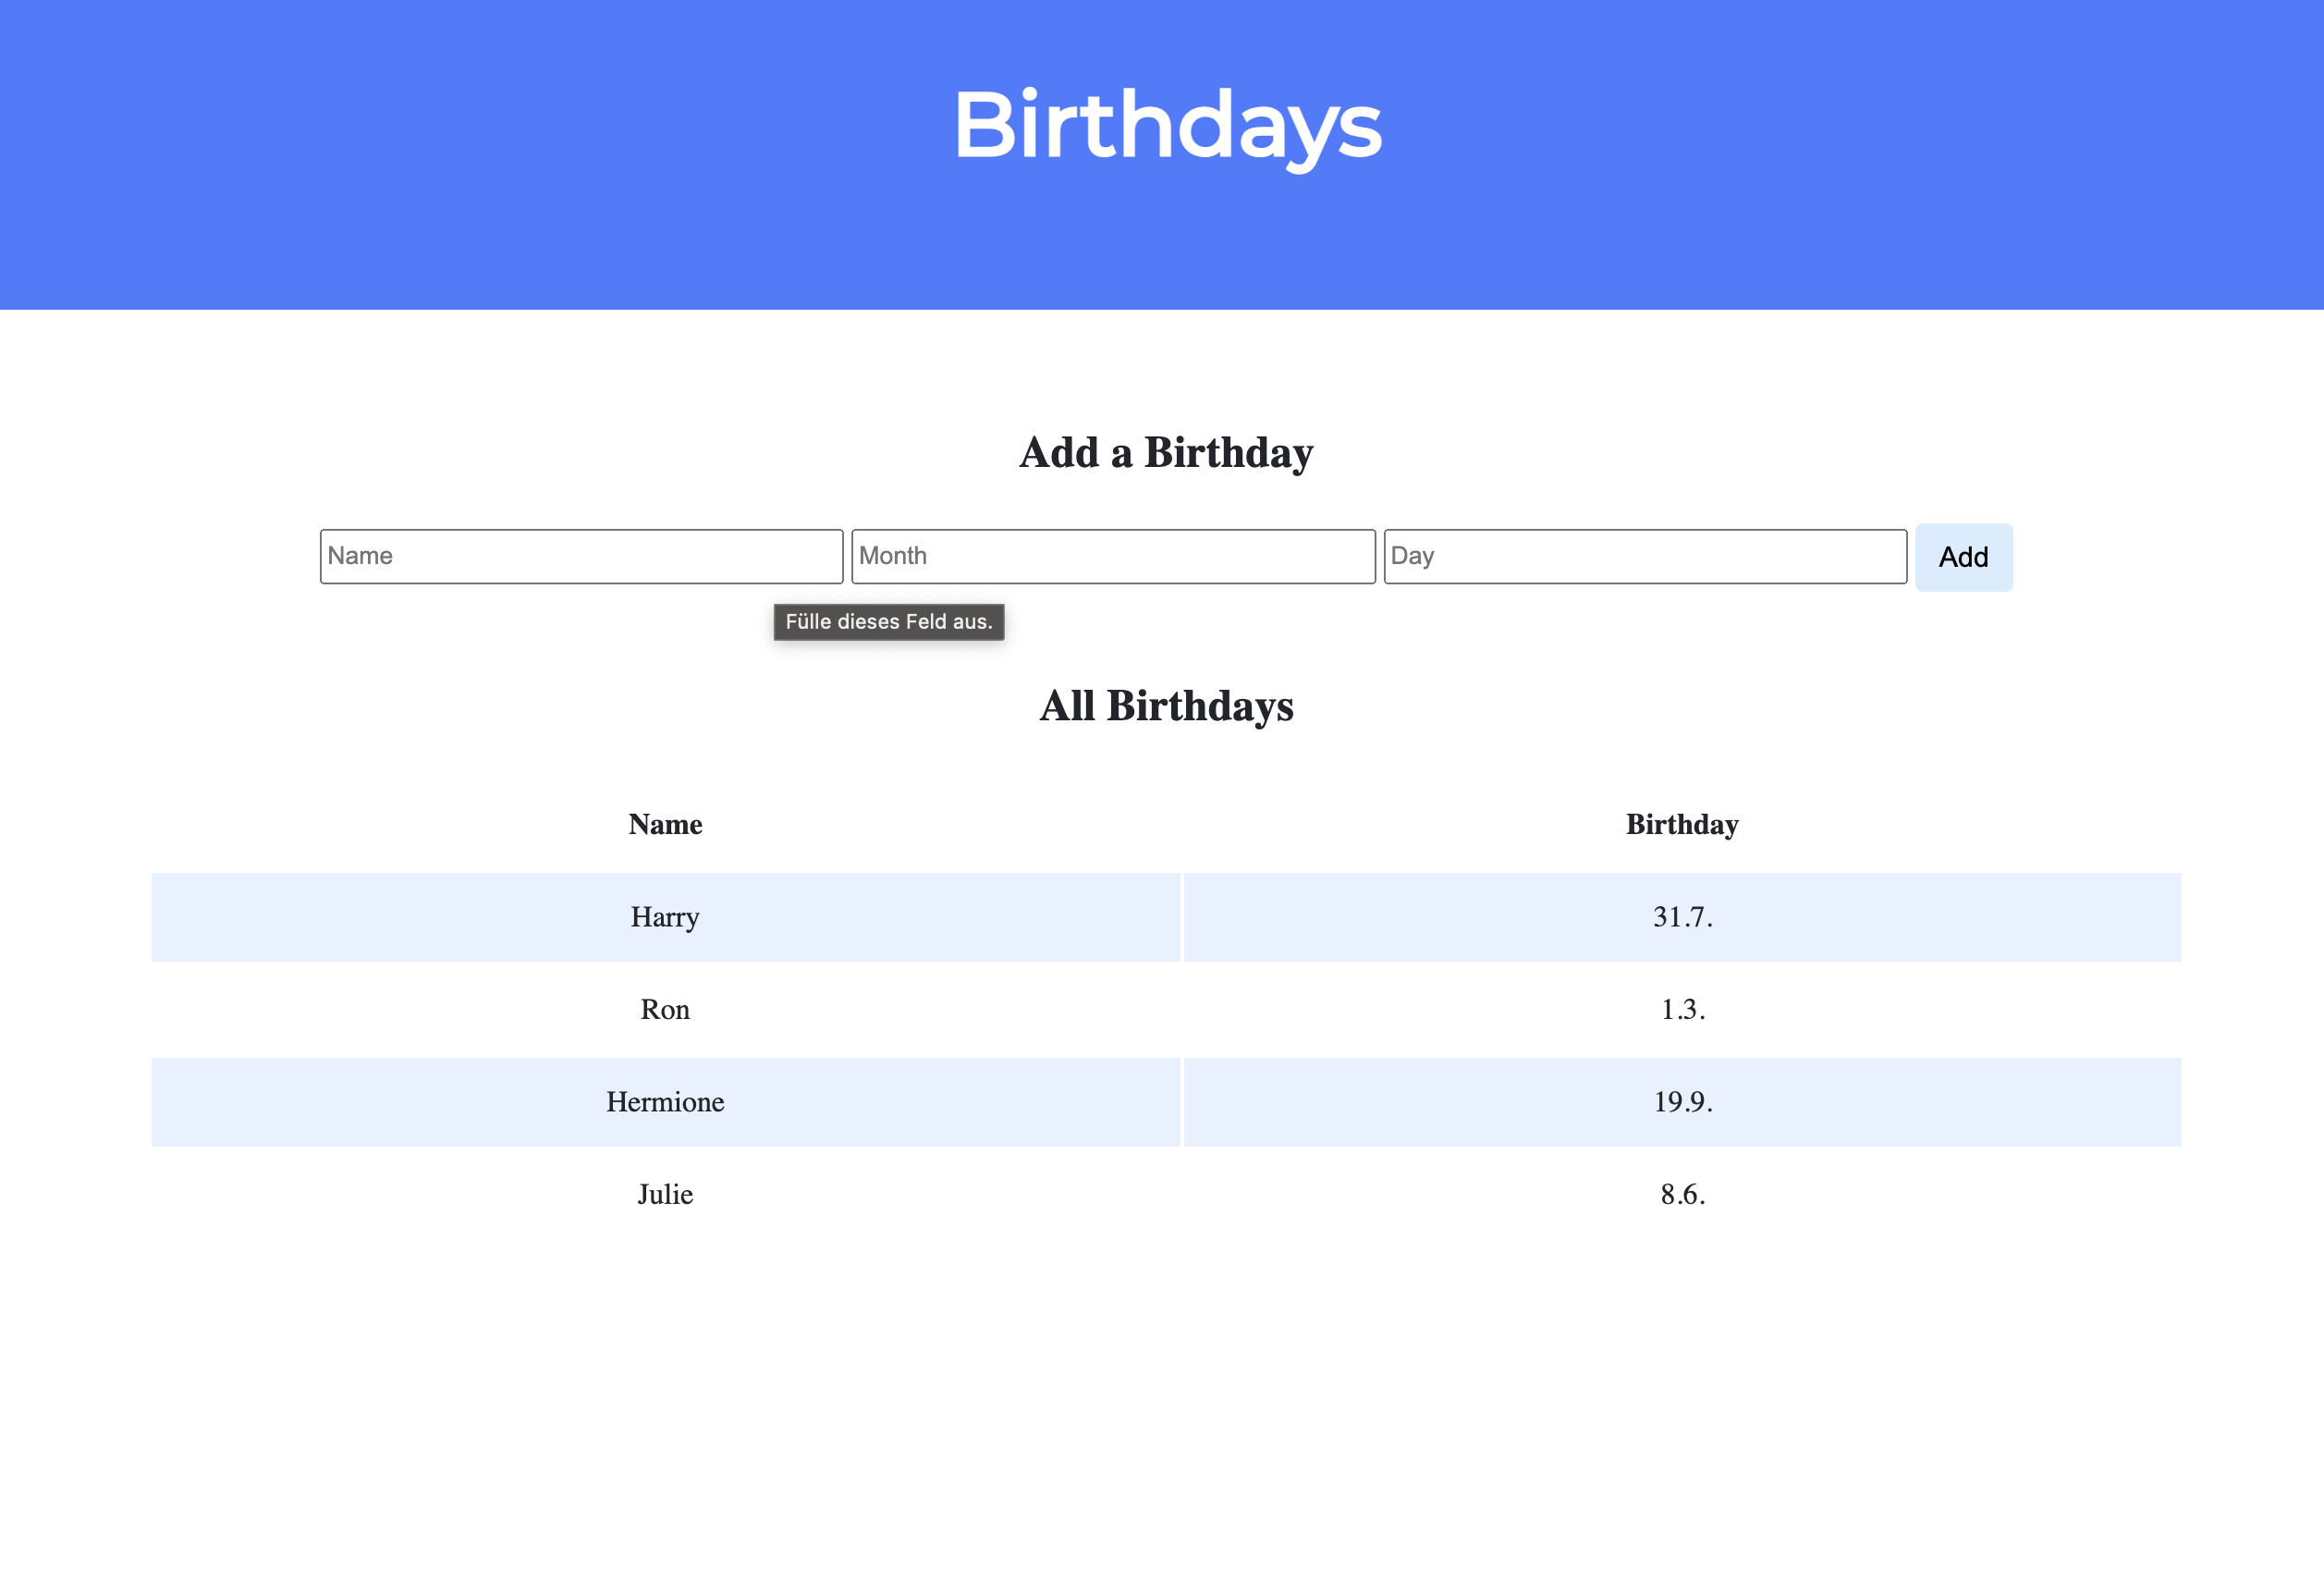 Birthdays
Add a Birthday
Name Month Day Add
Fülle dieses Feld aus.
All Birthdays
Name Birthday
Harry 31.7.
Ron 1.3.
Hermione 19.9.
Julie 8.6.